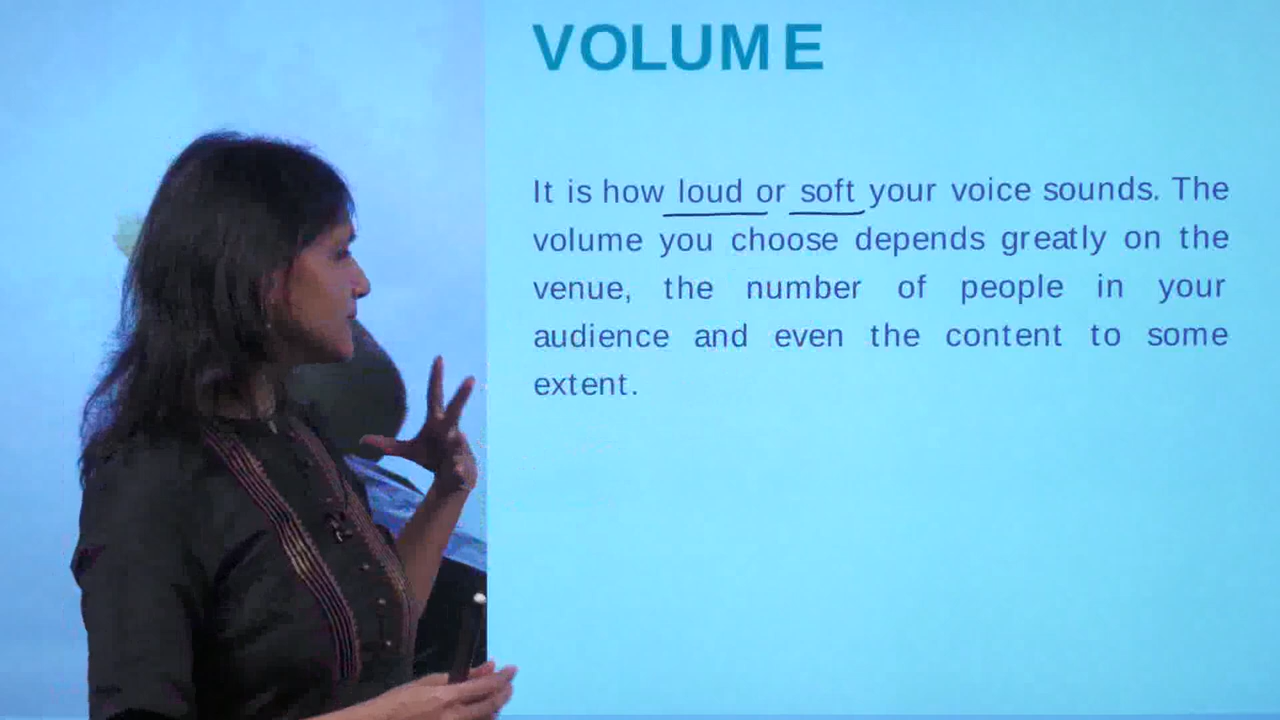 VOLUME
It is how loud or soft your voice sounds. The
volume you choose depends greatly on the
venue, the number of people in your
audience and even the content to some
extent.